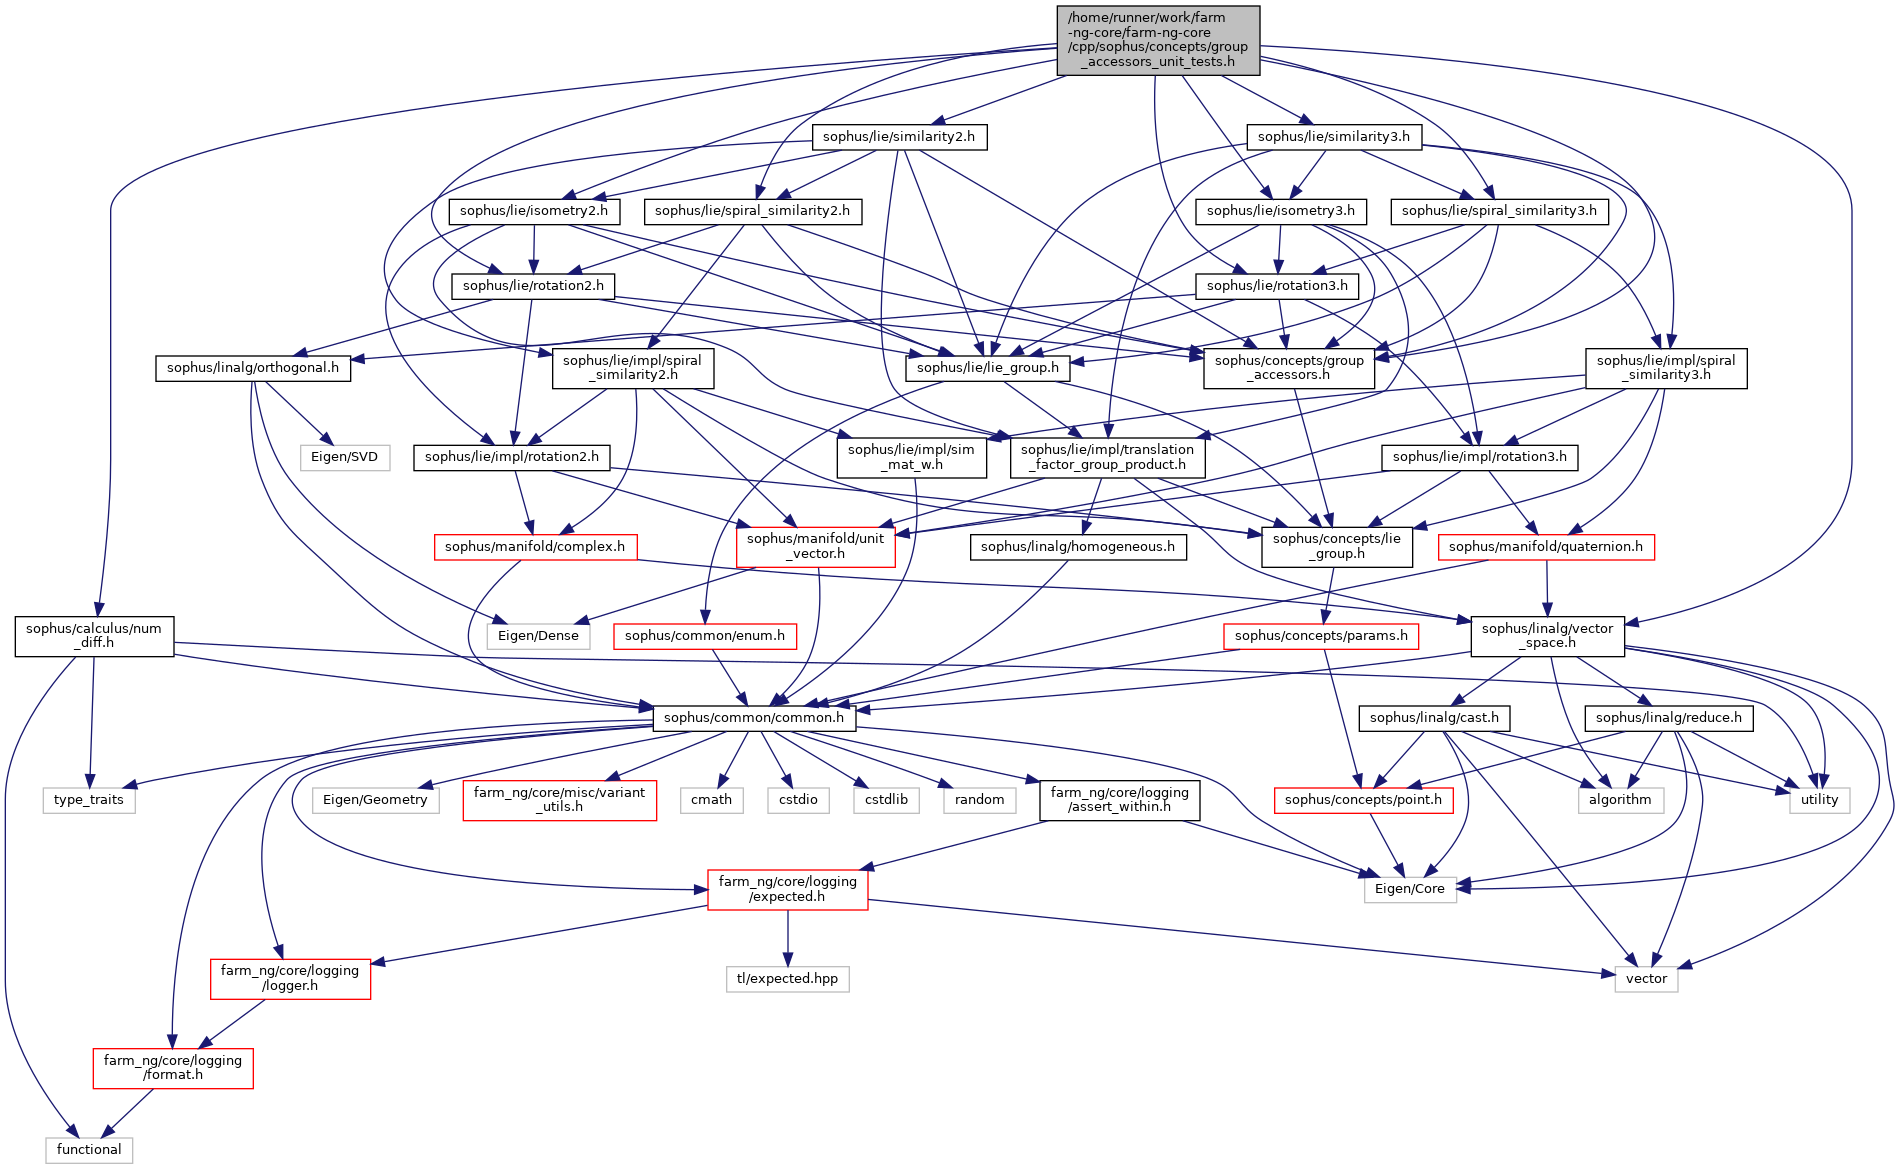 /home/runner/work/farm
-ng-core/farm-ng-core
/cpp/sophus/concepts/group
_accessors_unit_tests.h
sophus/lie/similarity2.h
sophus/lie/similarity3.h
sophus/lie/isometry2.h
sophus/lie/spiral_similarity2.h
sophus/lie/isometry3.h
sophus/lie/spiral_similarity3.h
sophus/lie/rotation2.h
sophus/lie/rotation3.h
sophus/linalg/orthogonal.h
sophus/lie/impl/spiral
_similarity2.h
sophus/lie/lie_group.h
sophus/concepts/group
_accessors.h
sophus/lie/impl/spiral
_similarity3.h
Eigen/SVD
sophus/lie/impl/rotation2.h
sophus/lie/impl/sim
_mat_w.h
sophus/lie/impl/translation
_factor_group_product.h
sophus/lie/impl/rotation3.h
sophus/manifold/complex.h
sophus/manifold/unit
_vector.h
sophus/linalg/homogeneous.h
sophus/concepts/lie
_group.h
sophus/manifold/quaternion.h
sophus/calculus/num
_diff.h
Eigen/Dense
sophus/common/enum.h
sophus/concepts/params.h
sophus/linalg/vector
_space.h
sophus/common/common.h
sophus/linalg/cast.h
sophus/linalg/reduce.h
type_traits
Eigen/Geometry
farm_ng/core/misc/variant
_utils.h
cmath
cstdio
cstdlib
random
farm_ng/core/logging
/assert_within.h
sophus/concepts/point.h
algorithm
utility
farm_ng/core/logging
/expected.h
Eigen/Core
farm_ng/core/logging
/logger.h
tl/expected.hpp
vector
farm_ng/core/logging
/format.h
functional